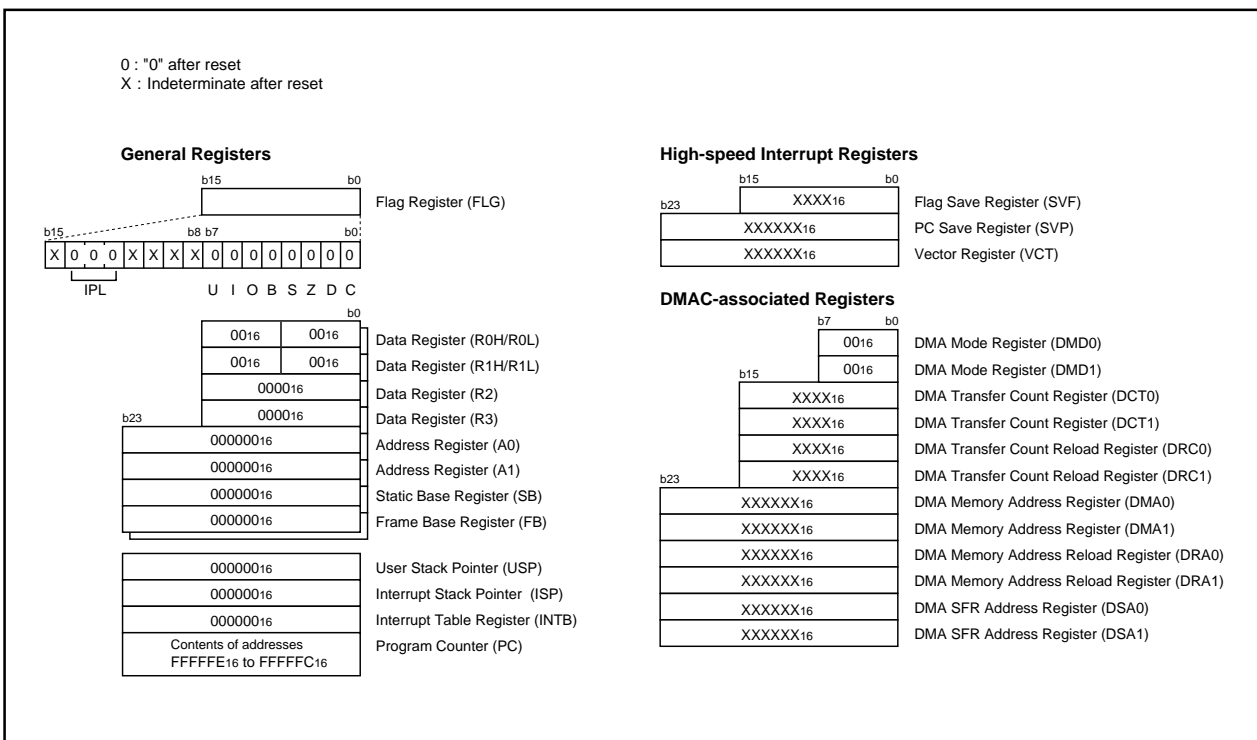 0 : "0" after reset
X : Indeterminate after reset
General Registers
b15 b0
Flag Register (FLG)
b15 b8 b7 b0
X 0 0 0 X X X X 0 0 0 0 0 0 0 0
IPL U I O B S Z D C
b0
0016 0016 Data Register (R0H/R0L)
0016 0016 Data Register (R1H/R1L)
000016 Data Register (R2)
b23 000016 Data Register (R3)
00000016 Address Register (A0)
00000016 Address Register (A1)
00000016 Static Base Register (SB)
00000016 Frame Base Register (FB)
00000016 User Stack Pointer (USP)
00000016 Interrupt Stack Pointer (ISP)
00000016 Interrupt Table Register (INTB)
Contents of addresses
FFFFFE16 to FFFFFC16
Program Counter (PC)
High-speed Interrupt Registers
b15 b0
b23 XXXX16 Flag Save Register (SVF)
XXXXXX16 PC Save Register (SVP)
XXXXXX16 Vector Register (VCT)
DMAC-associated Registers
b7 b0
0016 DMA Mode Register (DMD0)
b15 0016 DMA Mode Register (DMD1)
XXXX16 DMA Transfer Count Register (DCT0)
XXXX16 DMA Transfer Count Register (DCT1)
XXXX16 DMA Transfer Count Reload Register (DRC0)
b23 XXXX16 DMA Transfer Count Reload Register (DRC1)
XXXXXX16 DMA Memory Address Register (DMA0)
XXXXXX16 DMA Memory Address Register (DMA1)
XXXXXX16 DMA Memory Address Reload Register (DRA0)
XXXXXX16 DMA Memory Address Reload Register (DRA1)
XXXXXX16 DMA SFR Address Register (DSA0)
XXXXXX16 DMA SFR Address Register (DSA1)